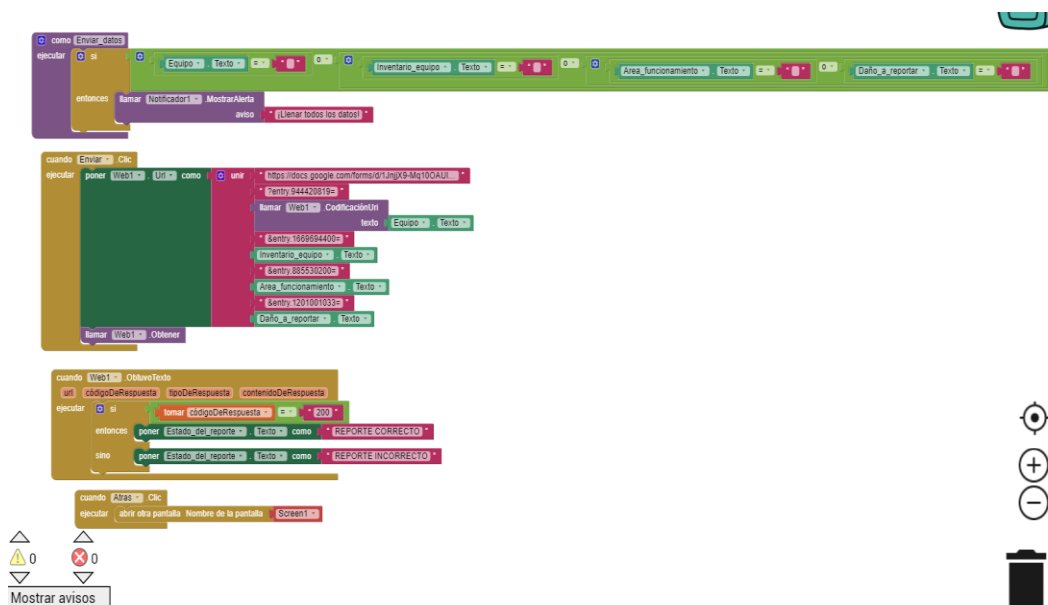 como Enviar_datos
ejecutar si Equipo . Texto = " " o Inventario_equipo . Texto = " " o Area_funcionamiento . Texto = " " o Daño_a_reportar . Texto = " "
entonces llamar Notificador1 .MostrarAlerta
aviso " ¡Llenar todos los datos! "
cuando Enviar .Clic
ejecutar poner Web1 . Url como unir " https://docs.google.com/forms/d/1JnjjX9-Mq10OAUl... "
" ?entry.944420819= "
llamar Web1 .CodificaciónUri
texto Equipo . Texto
" &entry.1669694400= "
Inventario_equipo . Texto
" &entry.885530200= "
Area_funcionamiento . Texto
" &entry.1201001033= "
Daño_a_reportar . Texto
llamar Web1 .Obtener
cuando Web1 .ObtuvoTexto
url códigoDeRespuesta tipoDeRespuesta contenidoDeRespuesta
ejecutar si tomar códigoDeRespuesta = " 200 "
entonces poner Estado_del_reporte . Texto como " REPORTE CORRECTO "
sino poner Estado_del_reporte . Texto como " REPORTE INCORRECTO "
cuando Atras .Clic
ejecutar abrir otra pantalla Nombre de la pantalla Screen1
0 0
Mostrar avisos